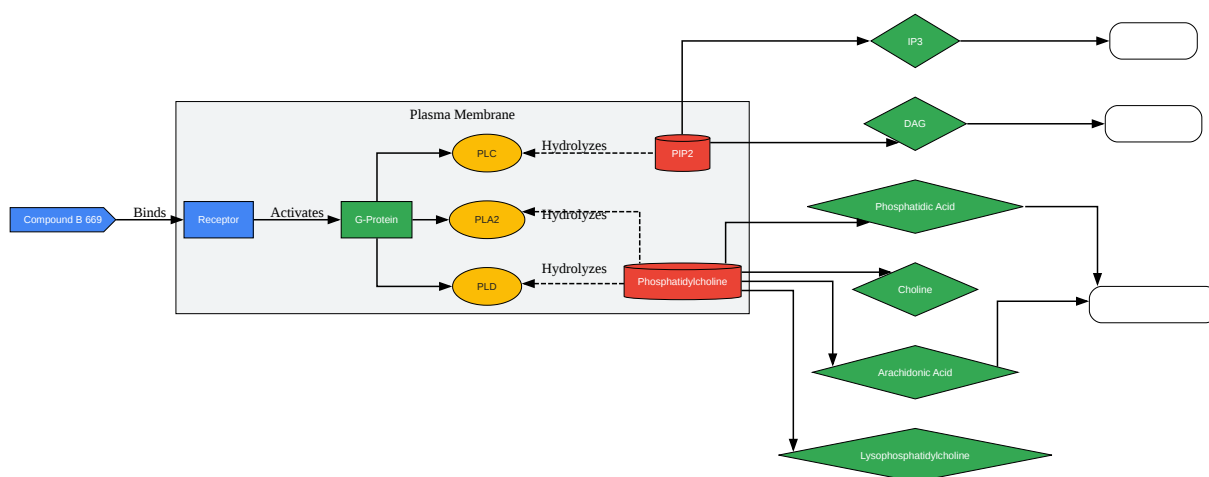 IP3
Plasma Membrane
DAG
PLC
Hydrolyzes
PIP2
Compound B 669
Binds
Receptor
Activates
G-Protein
PLA2
Hydrolyzes
Phosphatidic Acid
PLD
Hydrolyzes
Phosphatidylcholine
Choline
Arachidonic Acid
Lysophosphatidylcholine